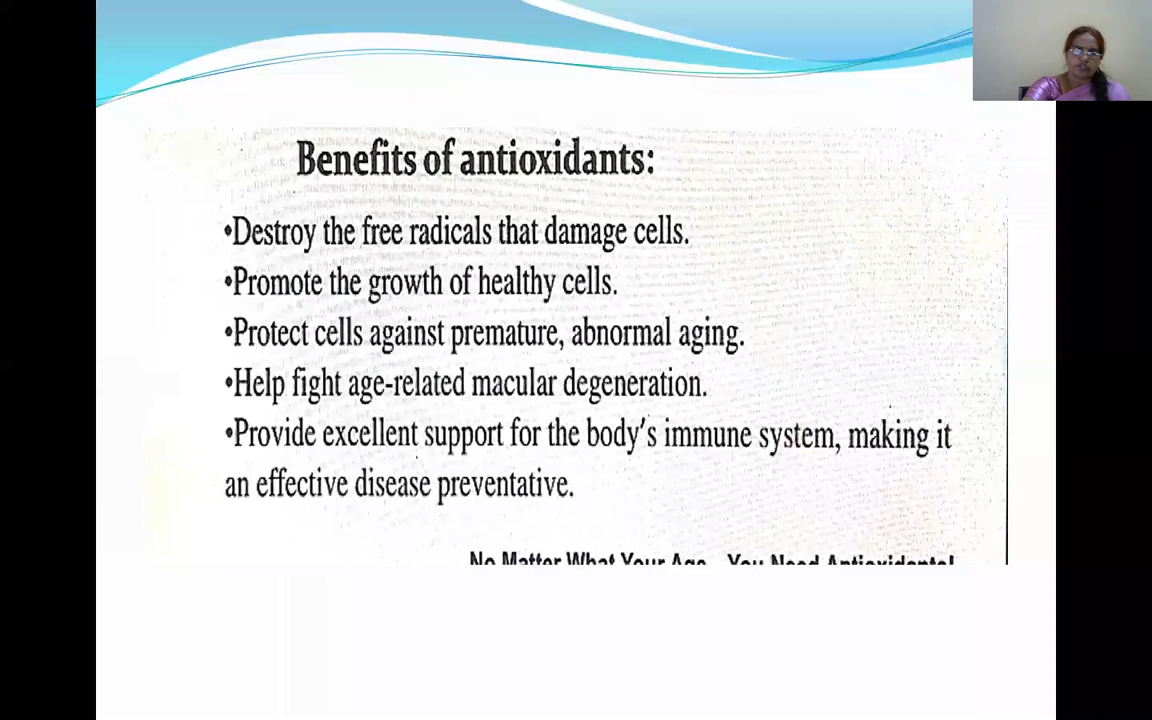 Benefits of antioxidants:
•Destroy the free radicals that damage cells.
•Promote the growth of healthy cells.
•Protect cells against premature, abnormal aging.
•Help fight age-related macular degeneration.
•Provide excellent support for the body's immune system, making it
an effective disease preventative.
No Matter What Your Age You Need Antioxidants!